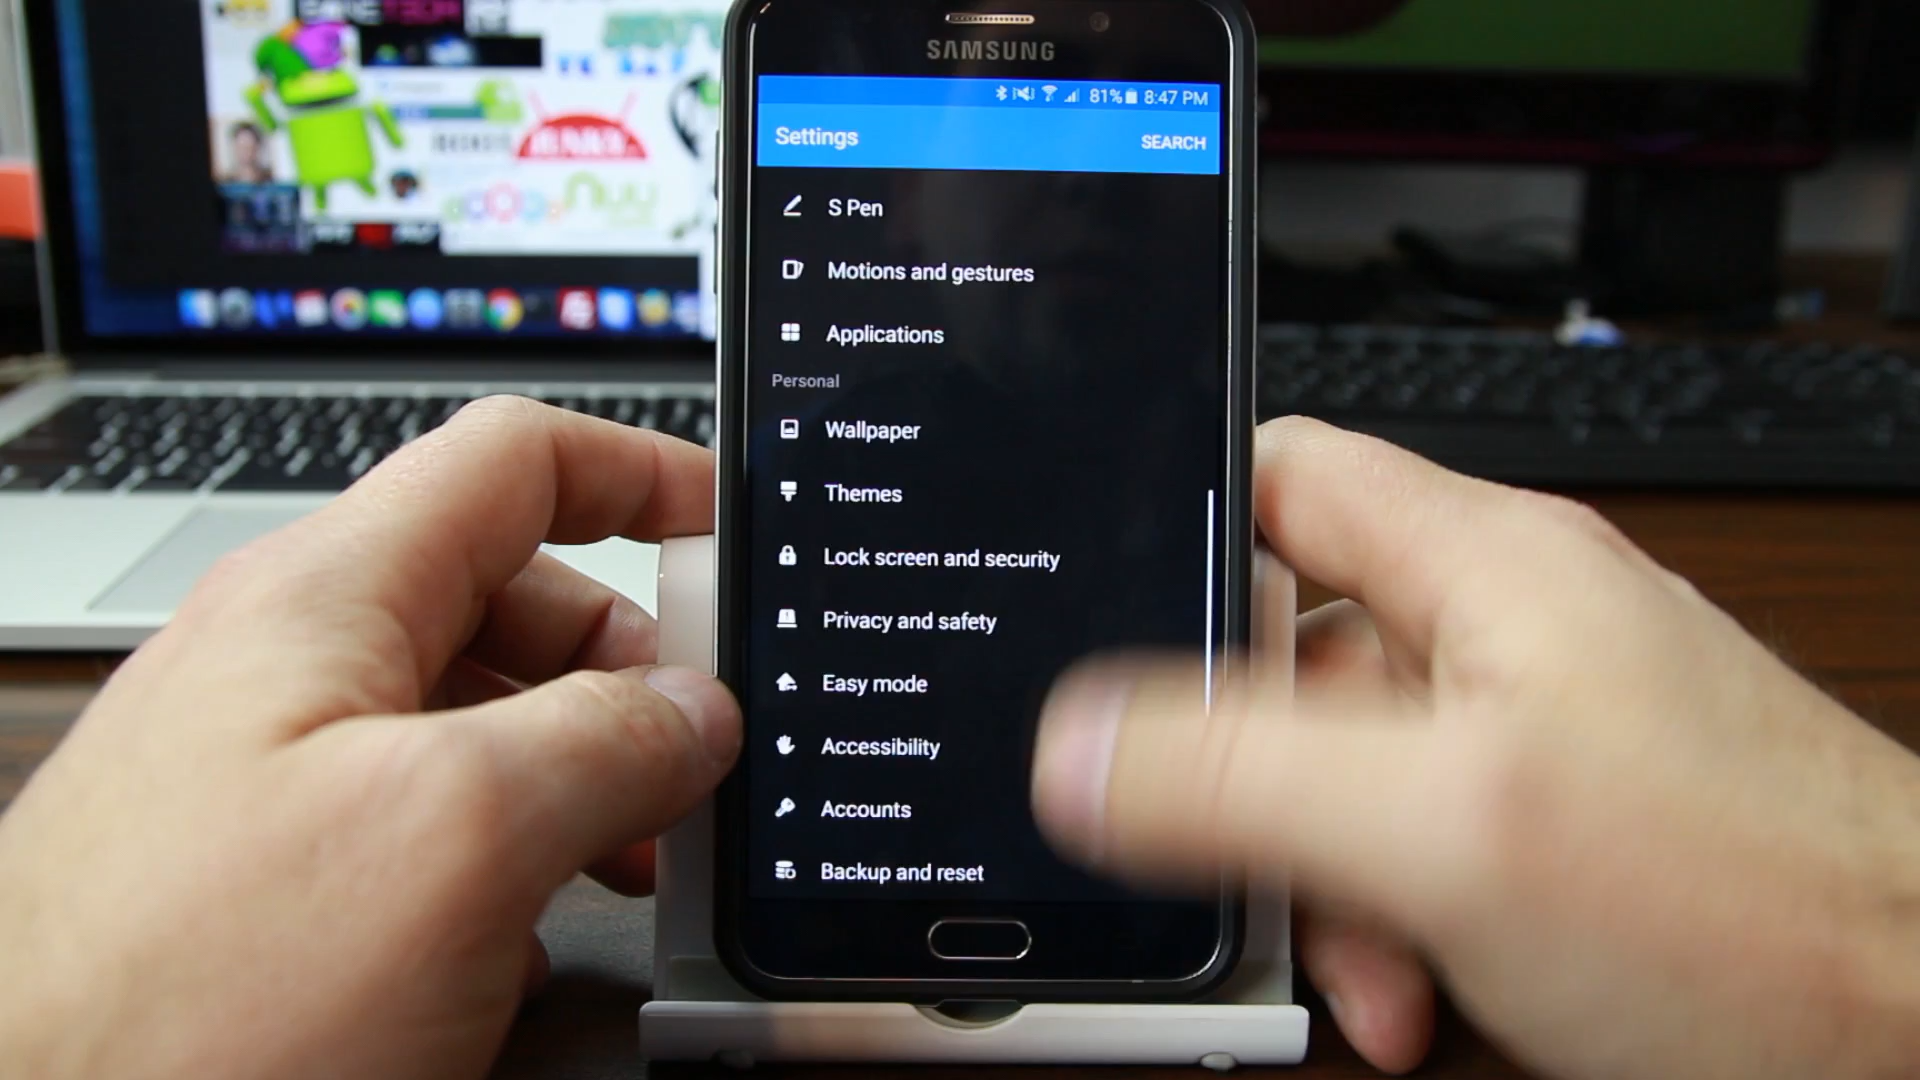 SAMSUNG
81% 8:47 PM
Settings
SEARCH
S Pen
Motions and gestures
Applications
Personal
Wallpaper
Themes
Lock screen and security
Privacy and safety
Easy mode
Accessibility
Accounts
Backup and reset